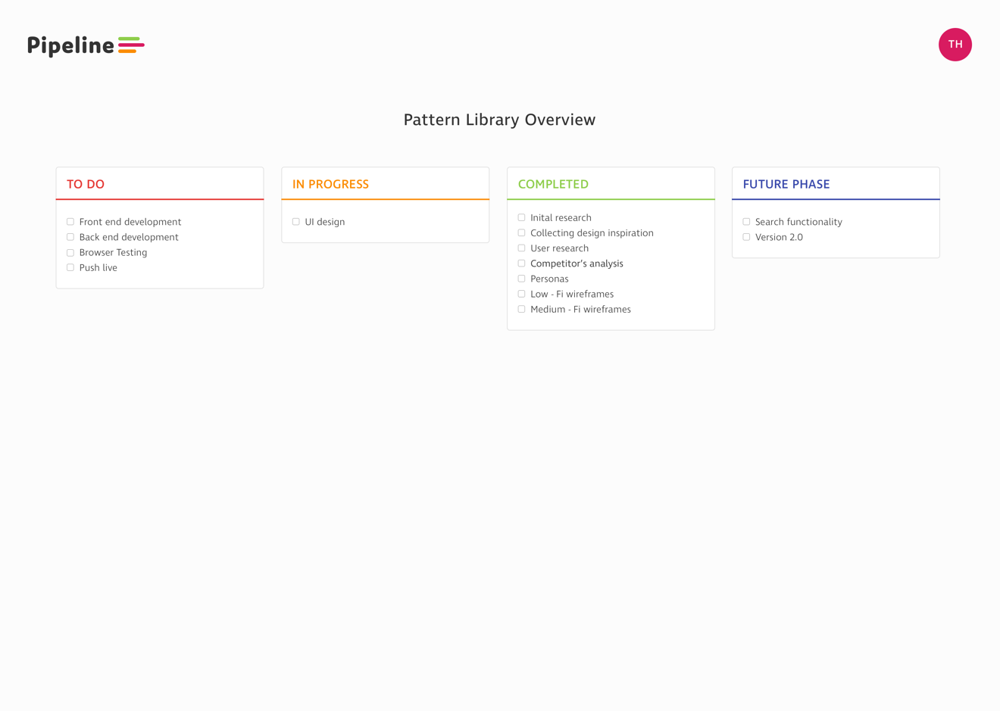 Pipeline
TH
Pattern Library Overview
TO DO
Front end development
Back end development
Browser Testing
Push live
IN PROGRESS
UI design
COMPLETED
Inital research
Collecting design inspiration
User research
Competitor's analysis
Personas
Low - Fi wireframes
Medium - Fi wireframes
FUTURE PHASE
Search functionality
Version 2.0